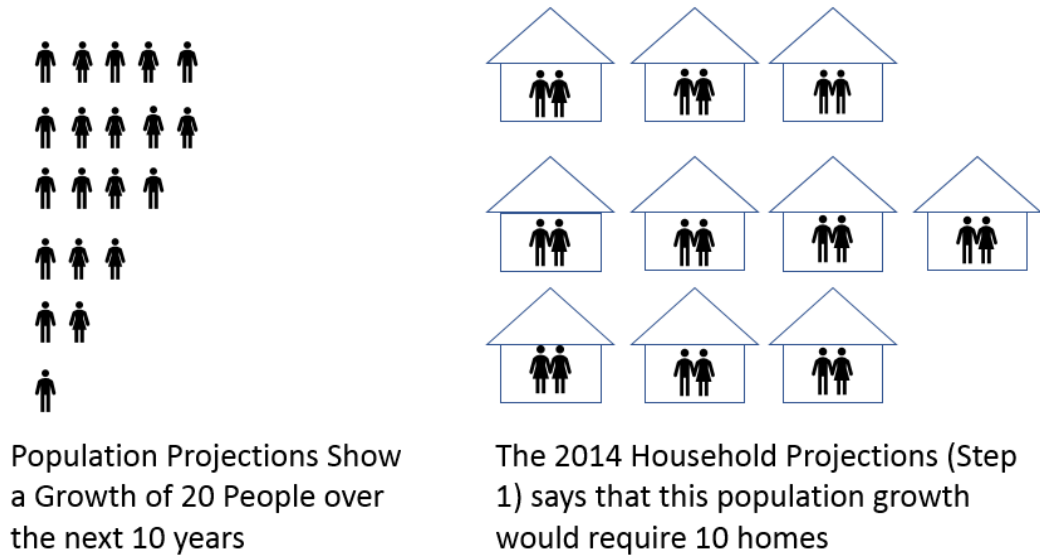 Population Projections Show
a Growth of 20 People over
the next 10 years
The 2014 Household Projections (Step
1) says that this population growth
would require 10 homes